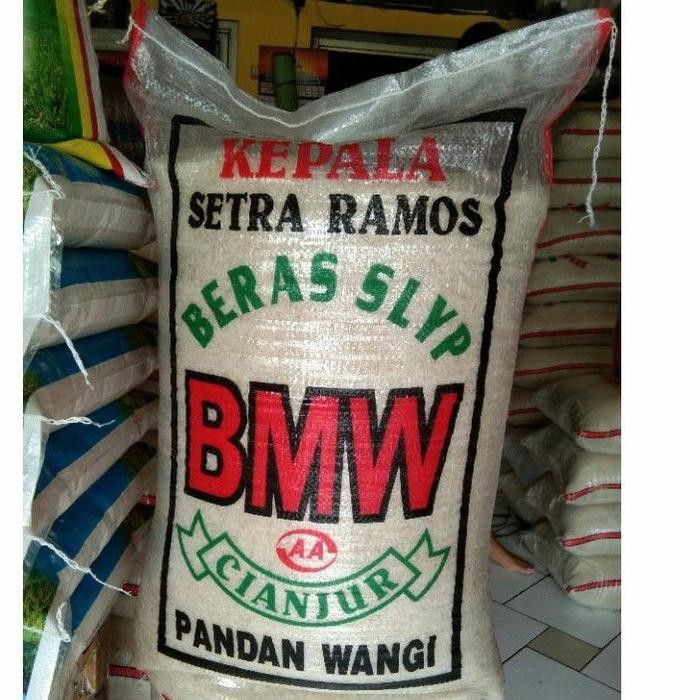 KEPALA
SETRA RAMOS
BERAS SLYP
BMW
AA
CIANJUR
PANDAN WANGI